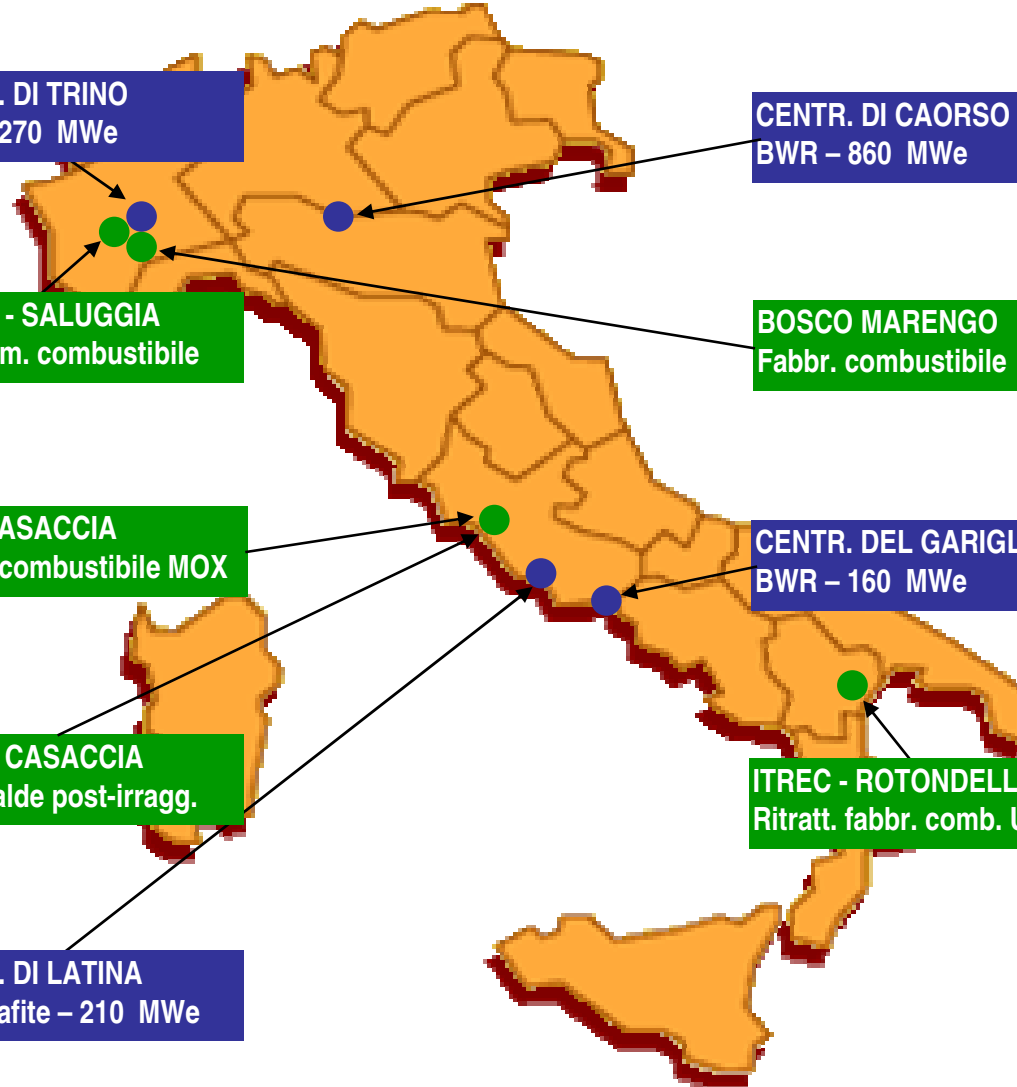 . DI TRINO
270 MWe
CENTR. DI CAORSO
BWR – 860 MWe
- SALUGGIA
m. combustibile
BOSCO MARENGO
Fabbr. combustibile
ASACCIA
combustibile MOX
CENTR. DEL GARIGL
BWR – 160 MWe
CASACCIA
alde post-irragg.
ITREC - ROTONDELL
Ritratt. fabbr. comb. U
. DI LATINA
afite – 210 MWe